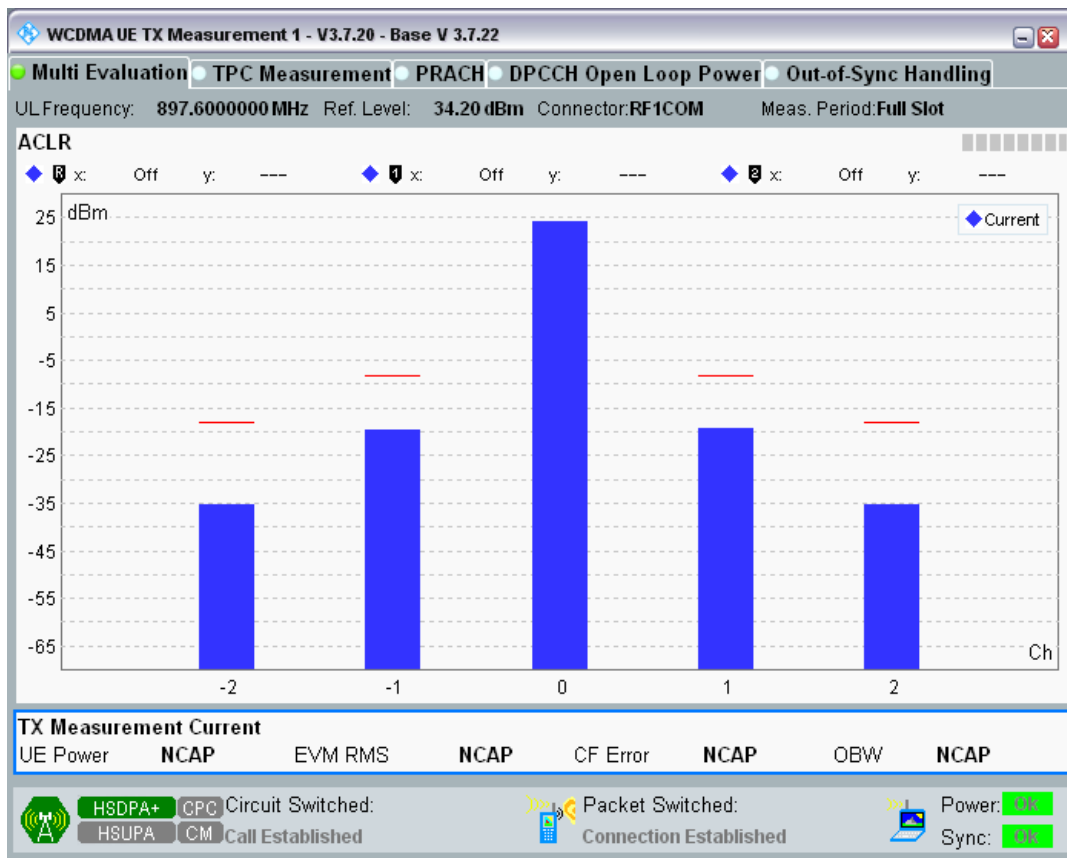 WCDMA UE TX Measurement 1 - V3.7.20 - Base V 3.7.22
Multi Evaluation TPC Measurement PRACH DPCCH Open Loop Power Out-of-Sync Handling
UL Frequency: 897.6000000 MHz Ref. Level: 34.20 dBm Connector:RF1COM Meas. Period:Full Slot
ACLR
R x: Off y: --- 1 x: Off y: --- 2 x: Off y: ---
dBm
Current
25
15
5
-5
-15
-25
-35
-45
-55
-65
Ch
-2 -1 0 1 2
TX Measurement Current
UE Power NCAP EVM RMS NCAP CF Error NCAP OBW NCAP
HSDPA+ CPC Circuit Switched: Packet Switched: Power: Ok
HSUPA CM Call Established Connection Established Sync: Ok